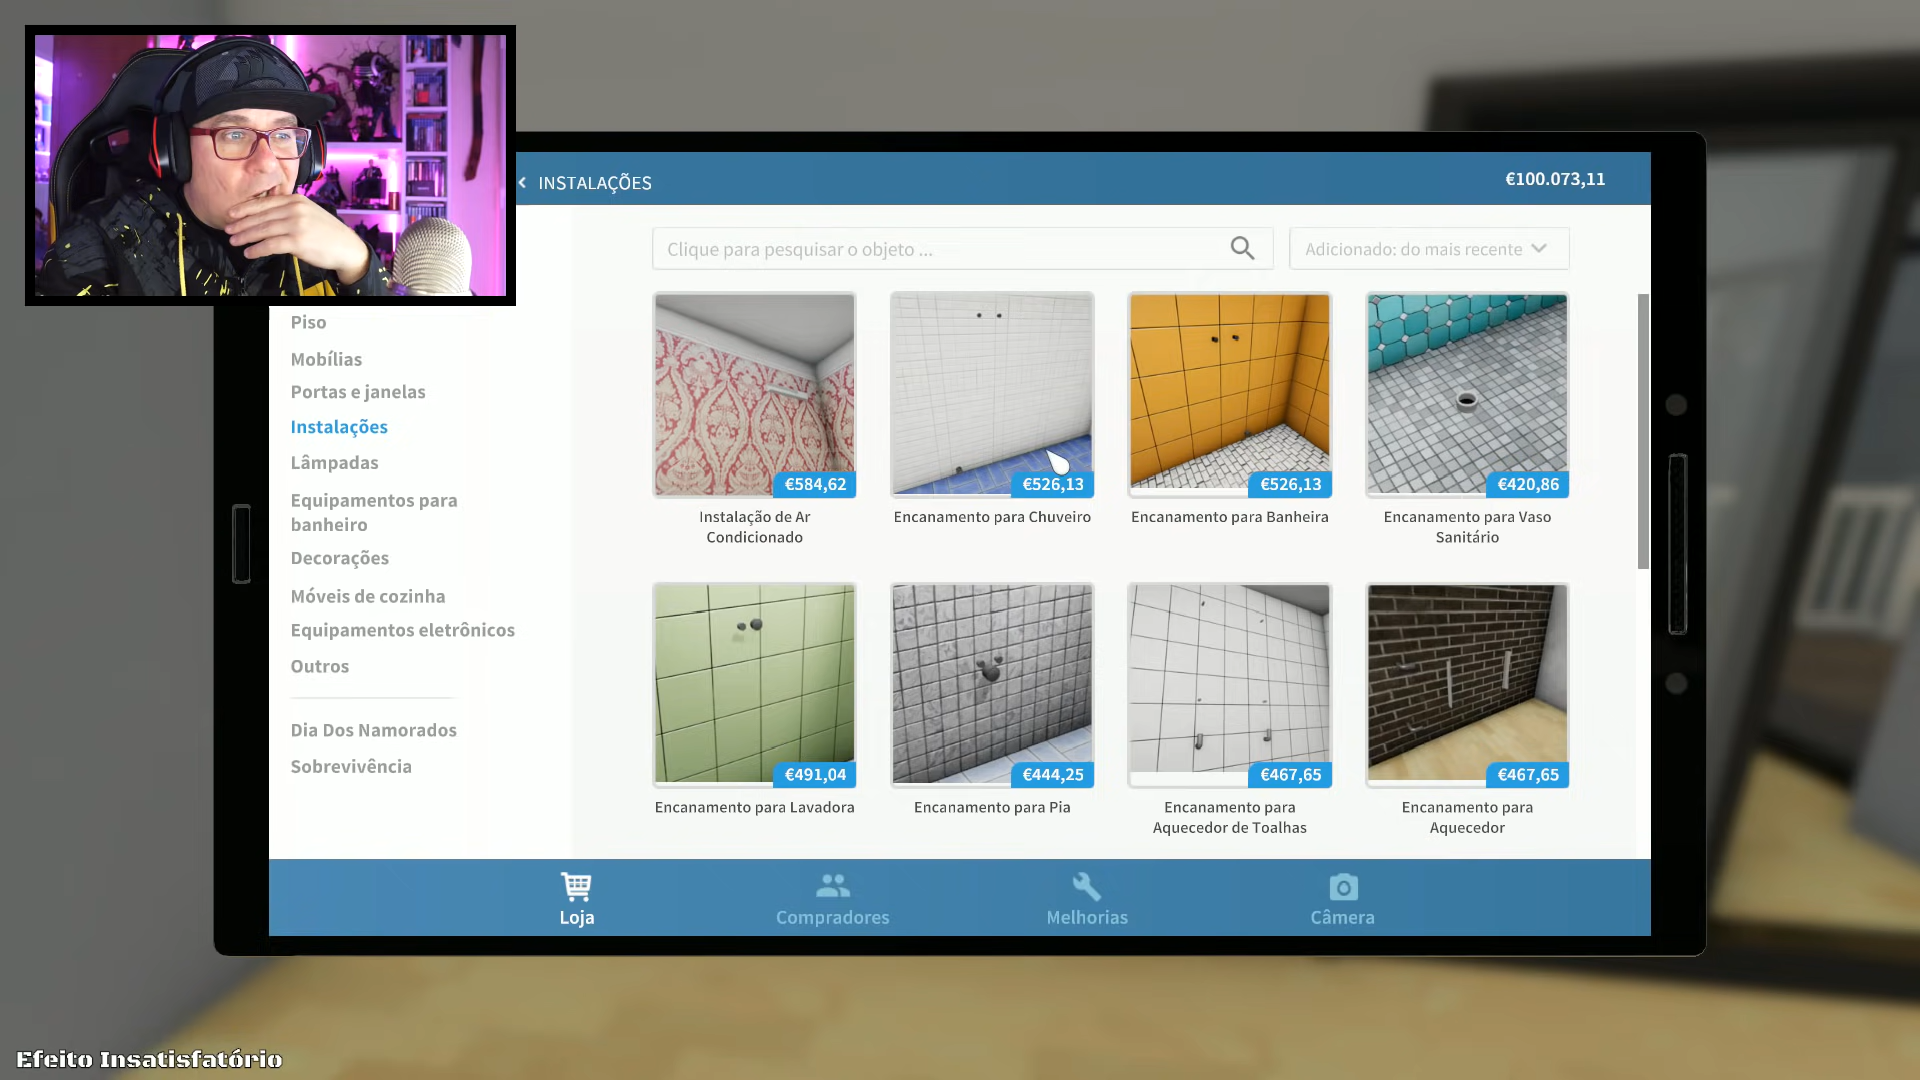 INSTALAÇÕES
€100.073,11
Clique para pesquisar o objeto ...
Adicionado: do mais recente
Piso
Mobílias
Portas e janelas
Instalações
Lâmpadas
Equipamentos para
banheiro
Decorações
Móveis de cozinha
Equipamentos eletrônicos
Outros
Dia Dos Namorados
Sobrevivência
€584,62
Instalação de Ar
Condicionado
€526,13
Encanamento para Chuveiro
€526,13
Encanamento para Banheira
€420,86
Encanamento para Vaso
Sanitário
€491,04
Encanamento para Lavadora
€444,25
Encanamento para Pia
€467,65
Encanamento para
Aquecedor de Toalhas
€467,65
Encanamento para
Aquecedor
Loja
Compradores
Melhorias
Câmera
Efeito Insatisfatório